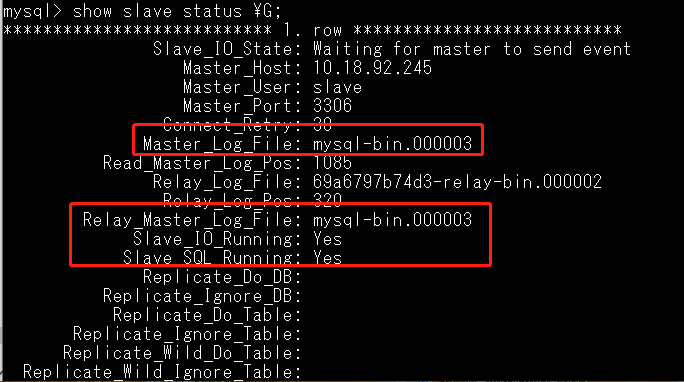 mysql> show slave status ¥G;
*************************** 1. row ***************************
Slave_IO_State: Waiting for master to send event
Master_Host: 10.18.92.245
Master_User: slave
Master_Port: 3306
Connect_Retry: 30
Master_Log_File: mysql-bin.000003
Read_Master_Log_Pos: 1085
Relay_Log_File: 69a6797b74d3-relay-bin.000002
Relay_Log_Pos: 320
Relay_Master_Log_File: mysql-bin.000003
Slave_IO_Running: Yes
Slave_SQL_Running: Yes
Replicate_Do_DB:
Replicate_Ignore_DB:
Replicate_Do_Table:
Replicate_Ignore_Table:
Replicate_Wild_Do_Table:
Replicate_Wild_Ignore_Table: